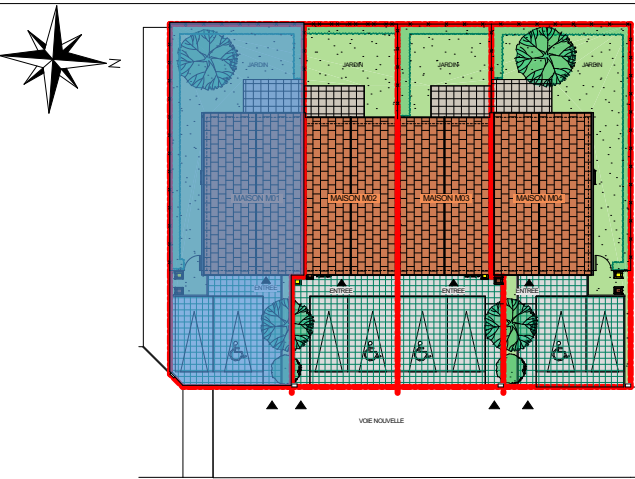 N
JARDIN
JARDIN
JARDIN
JARDIN
MAISON M01
MAISON M02
MAISON M03
MAISON M04
ENTREE
ENTREE
ENTREE
ENTREE
VOIE NOUVELLE